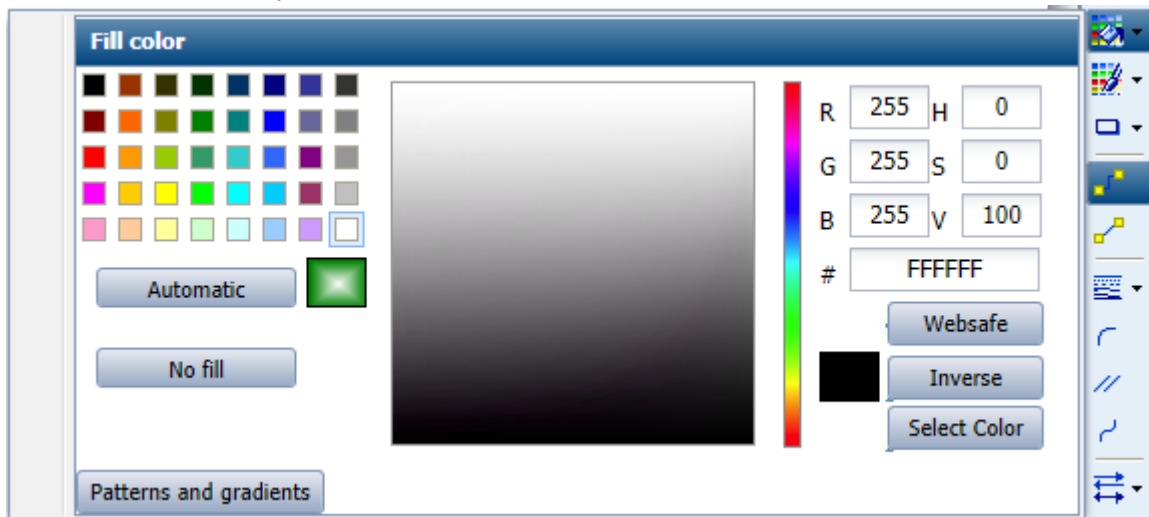 Fill color
R 255 H 0
G 255 S 0
B 255 V 100
# FFFFFF
Automatic
Websafe
No fill
Inverse
Select Color
Patterns and gradients